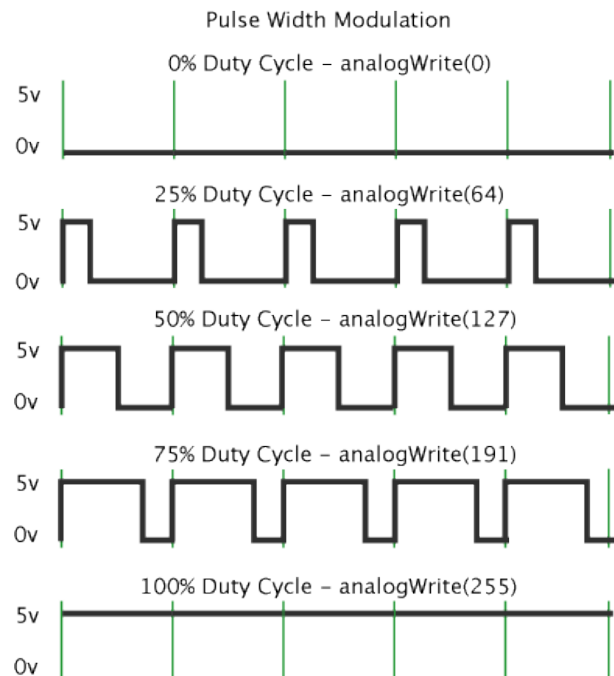 Pulse Width Modulation
0% Duty Cycle – analogWrite(0)
5v
0v
25% Duty Cycle – analogWrite(64)
5v
0v
50% Duty Cycle – analogWrite(127)
5v
0v
75% Duty Cycle – analogWrite(191)
5v
0v
100% Duty Cycle – analogWrite(255)
5v
0v